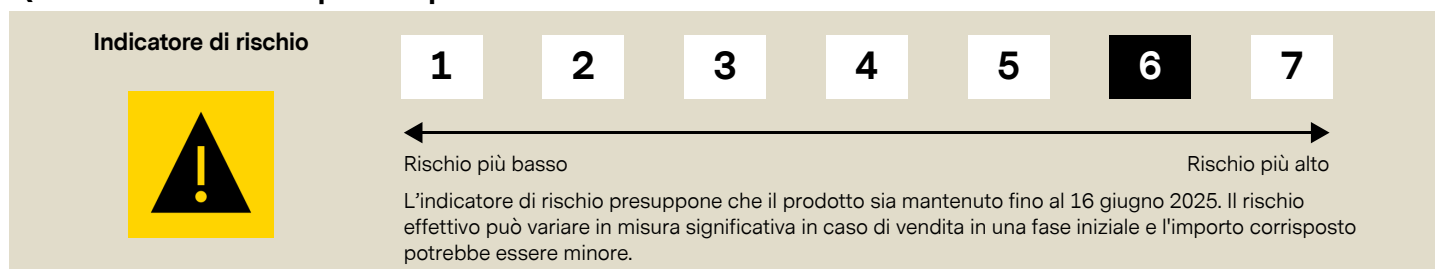 Indicatore di rischio
1 2 3 4 5 6 7
Rischio più basso Rischio più alto
L'indicatore di rischio presuppone che il prodotto sia mantenuto fino al 16 giugno 2025. Il rischio
effettivo può variare in misura significativa in caso di vendita in una fase iniziale e l'importo corrisposto
potrebbe essere minore.